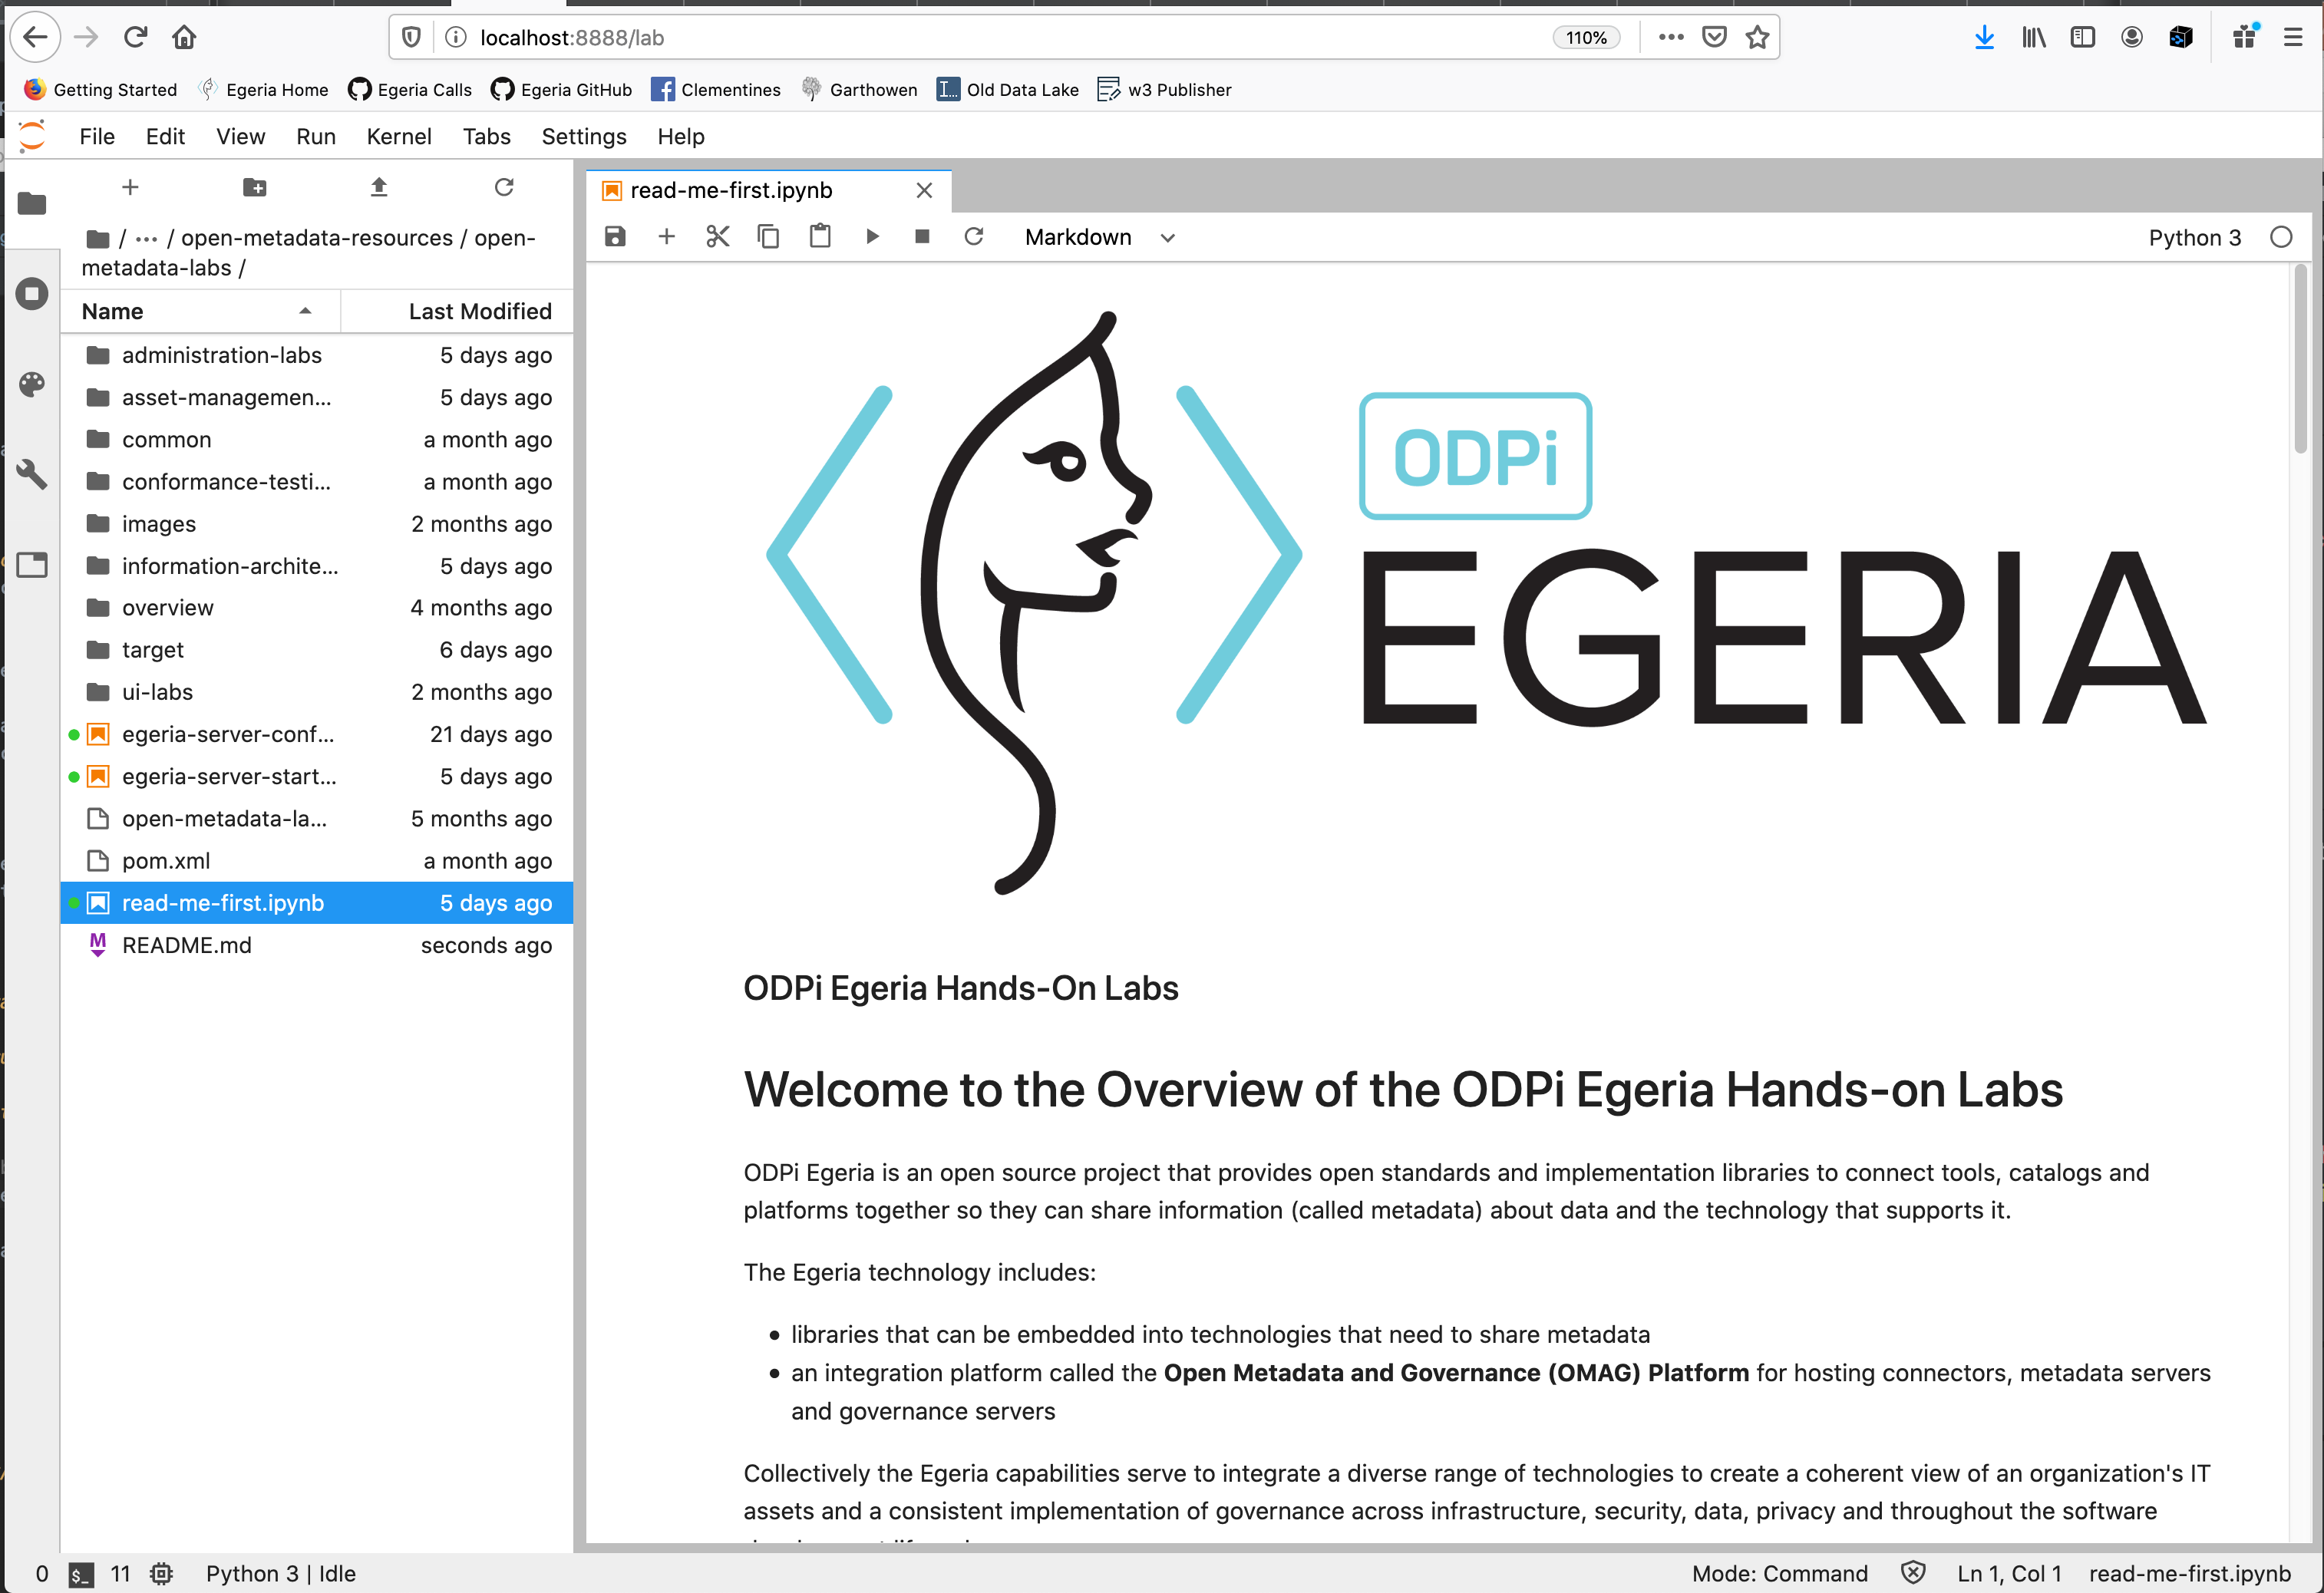 localhost:8888/lab
110%
Getting Started Egeria Home Egeria Calls Egeria GitHub Clementines Garthowen I... Old Data Lake w3 Publisher
File Edit View Run Kernel Tabs Settings Help
/ ··· / open-metadata-resources / open-
metadata-labs /
Name Last Modified
administration-labs 5 days ago
asset-managemen... 5 days ago
common a month ago
conformance-testi... a month ago
images 2 months ago
information-archite... 5 days ago
overview 4 months ago
target 6 days ago
ui-labs 2 months ago
egeria-server-conf... 21 days ago
egeria-server-start... 5 days ago
open-metadata-la... 5 months ago
pom.xml a month ago
read-me-first.ipynb 5 days ago
M README.md seconds ago
read-me-first.ipynb
Markdown
Python 3
ODPi
EGERIA
ODPi Egeria Hands-On Labs
Welcome to the Overview of the ODPi Egeria Hands-on Labs
ODPi Egeria is an open source project that provides open standards and implementation libraries to connect tools, catalogs and
platforms together so they can share information (called metadata) about data and the technology that supports it.
The Egeria technology includes:
• libraries that can be embedded into technologies that need to share metadata
• an integration platform called the Open Metadata and Governance (OMAG) Platform for hosting connectors, metadata servers
and governance servers
Collectively the Egeria capabilities serve to integrate a diverse range of technologies to create a coherent view of an organization's IT
assets and a consistent implementation of governance across infrastructure, security, data, privacy and throughout the software
0 $_ 11 Python 3 | Idle
Mode: Command Ln 1, Col 1 read-me-first.ipynb